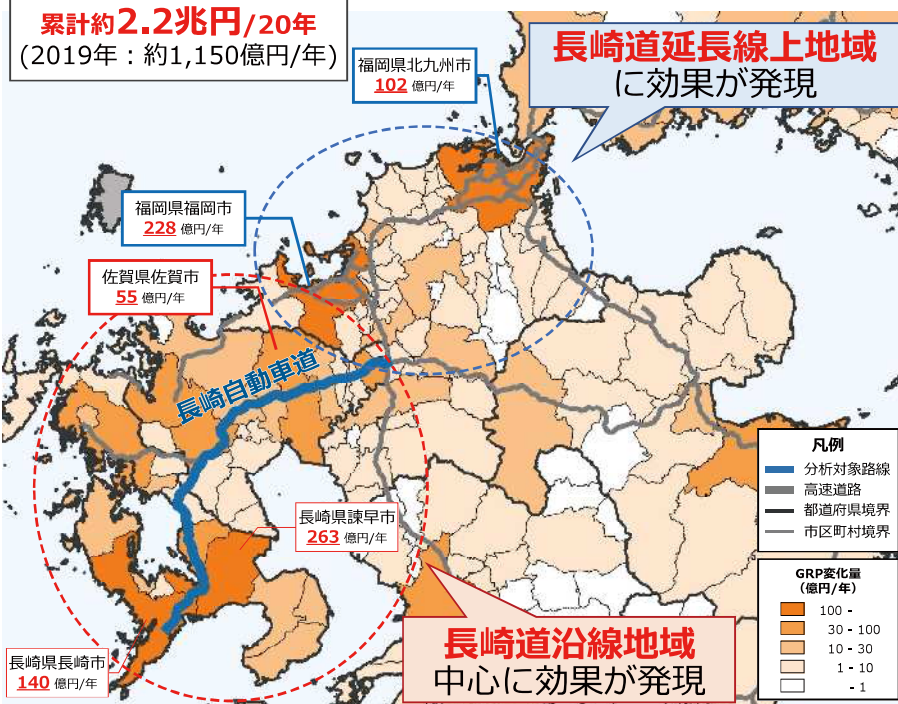 累計約2.2兆円/20年
(2019年：約1,150億円/年)
長崎道延長線上地域
に効果が発現
福岡県北九州市
102 億円/年
福岡県福岡市
228 億円/年
佐賀県佐賀市
55 億円/年
長崎自動車道
長崎県諫早市
263 億円/年
長崎県長崎市
140 億円/年
長崎道沿線地域
中心に効果が発現
凡例
分析対象路線
高速道路
都道府県境界
市区町村境界
GRP変化量
(億円/年)
100 -
30 - 100
10 - 30
1 - 10
- 1